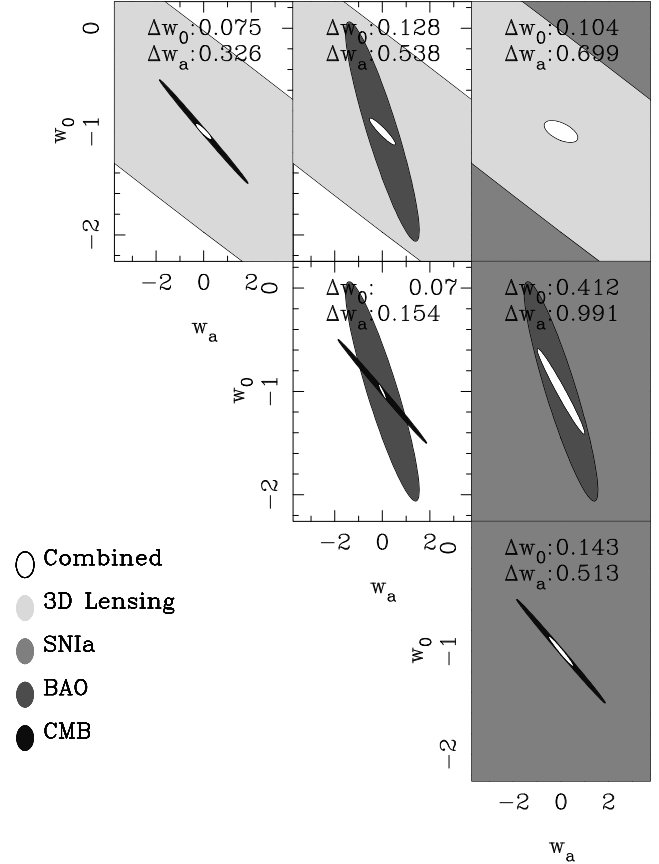 Δw0:0.075
Δwa:0.326
Δw0:0.128
Δwa:0.538
Δw0:0.104
Δwa:0.699
0
−1
−2
w0
−2 0 2
wa
Δw0: 0.07
Δwa:0.154
Δw0:0.412
Δwa:0.991
0
−1
−2
w0
−2 0 2
wa
Δw0:0.143
Δwa:0.513
0
−1
−2
w0
−2 0 2
wa
Combined
3D Lensing
SNIa
BAO
CMB